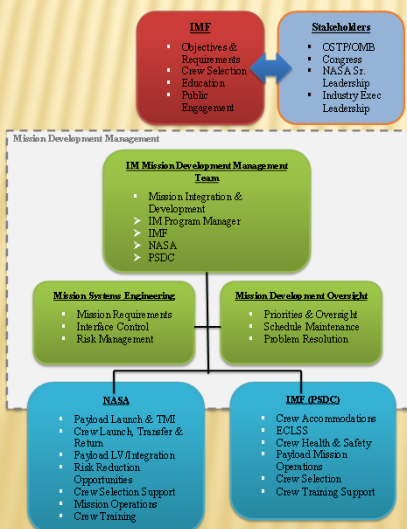 IMF
Objectives &
Requirements
Crew Selection
Education
Public
Engagement
Stakeholders
OSTP/OMB
Congress
NASA Sr.
Leadership
Industry Exec
Leadership
Mission Development Management
IM Mission Development Management
Team
Mission Integration &
Development
IM Program Manager
IMF
NASA
PSDC
Mission Systems Engineering
Mission Requirements
Interface Control
Risk Management
Mission Development Oversight
Priorities & Oversight
Schedule Maintenance
Problem Resolution
NASA
Payload Launch & TMI
Crew Launch, Transfer &
Return
Payload LV/Integration
Risk Reduction
Opportunities
Crew Selection Support
Mission Operations
Crew Training
IMF (PSDC)
Crew Accommodations
ECLSS
Crew Health & Safety
Payload Mission
Operations
Crew Selection
Crew Training Support